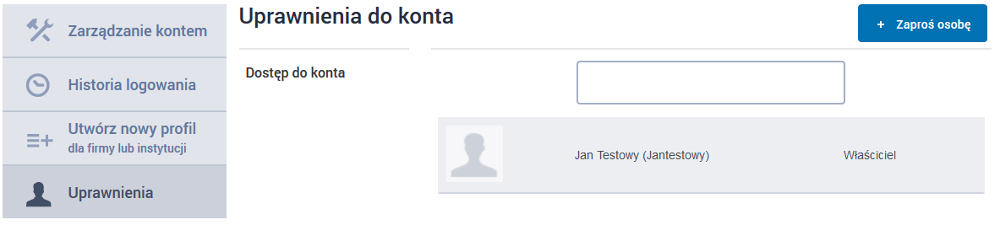 Zarządzanie kontem
Historia logowania
Utwórz nowy profil
dla firmy lub instytucji
Uprawnienia
Uprawnienia do konta
+ Zaproś osobę
Dostęp do konta
Jan Testowy (Jantestowy)
Właściciel